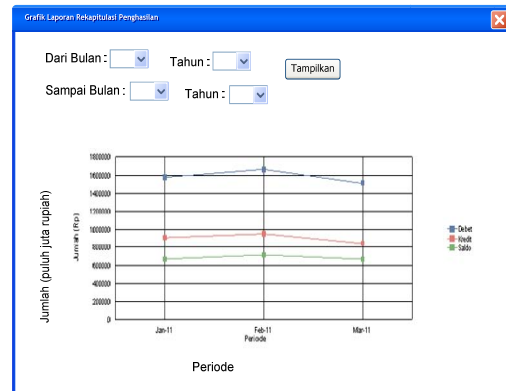 Grafik Laporan Rekapitulasi Penghasilan
Dari Bulan : Tahun : Tampilkan
Sampai Bulan : Tahun :
Jumlah (puluh juta rupiah)
Jumlah (Rp)
1800000
1600000
1400000
1200000
1000000
800000
600000
400000
200000
0
Jan-11 Feb-11 Mar-11
Periode
Debet
Kredit
Saldo
Periode